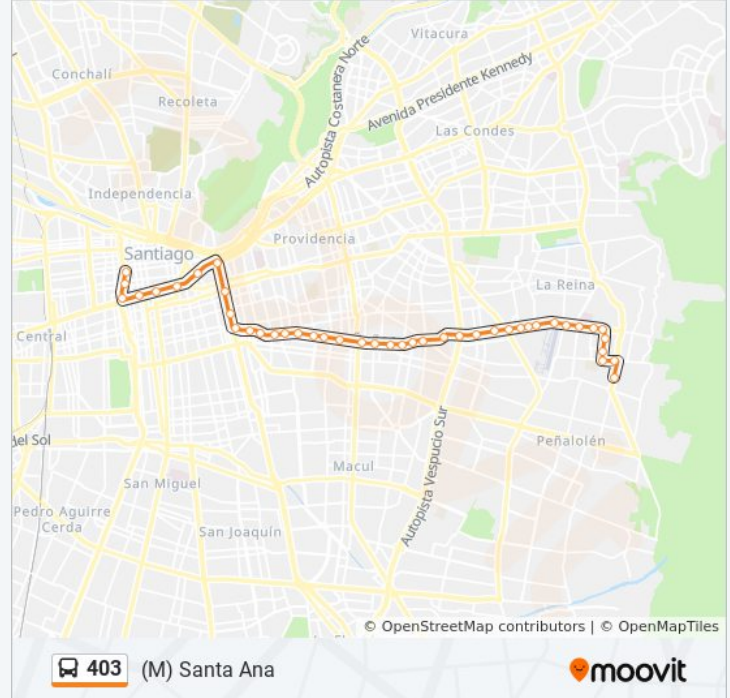 Vitacura
Autopista Costanera Norte
Avenida Presidente Kennedy
Conchalí
Recoleta
Las Condes
Independencia
Providencia
Santiago
La Reina
Central
del Sol
Macul
Autopista Vespucio Sur
Peñalolén
San Miguel
Pedro Aguirre
Cerda
San Joaquín
© OpenStreetMap contributors | © OpenMapTiles
403 (M) Santa Ana
moovit